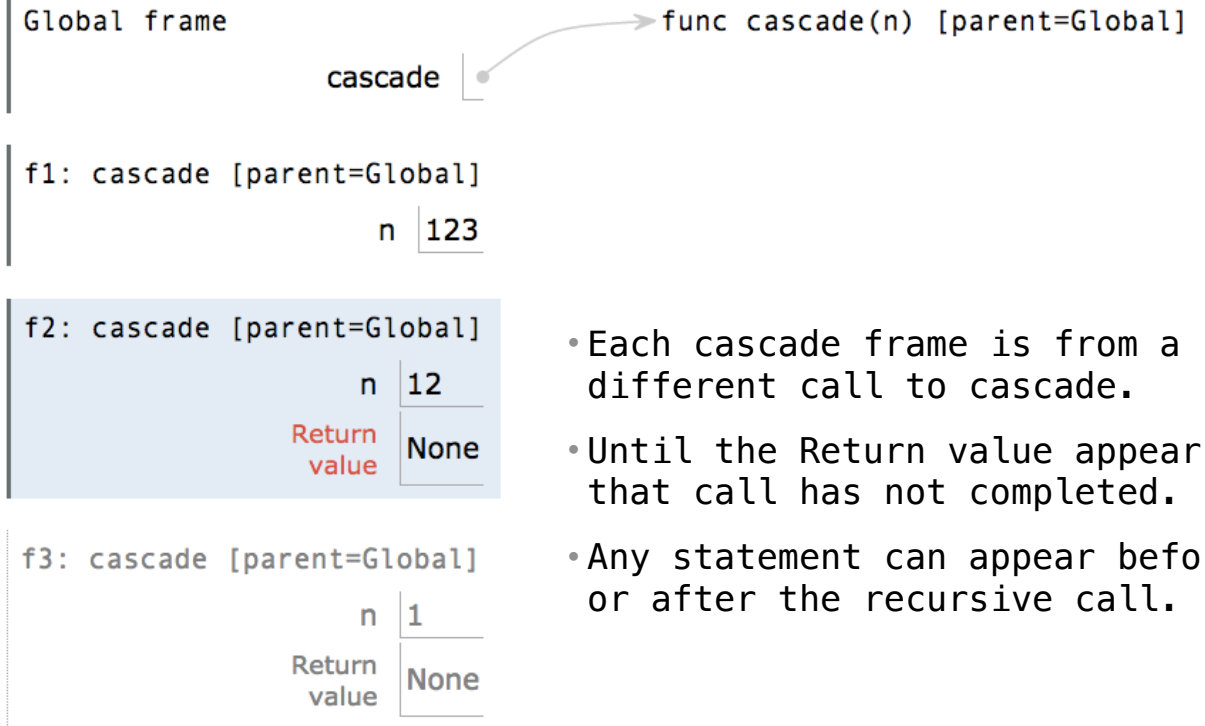 Global frame
func cascade(n) [parent=Global]
cascade
f1: cascade [parent=Global]
n 123
f2: cascade [parent=Global]
n 12
Return
value None
f3: cascade [parent=Global]
n 1
Return
value None
•Each cascade frame is from a
different call to cascade.
•Until the Return value appear
that call has not completed.
•Any statement can appear befo
or after the recursive call.